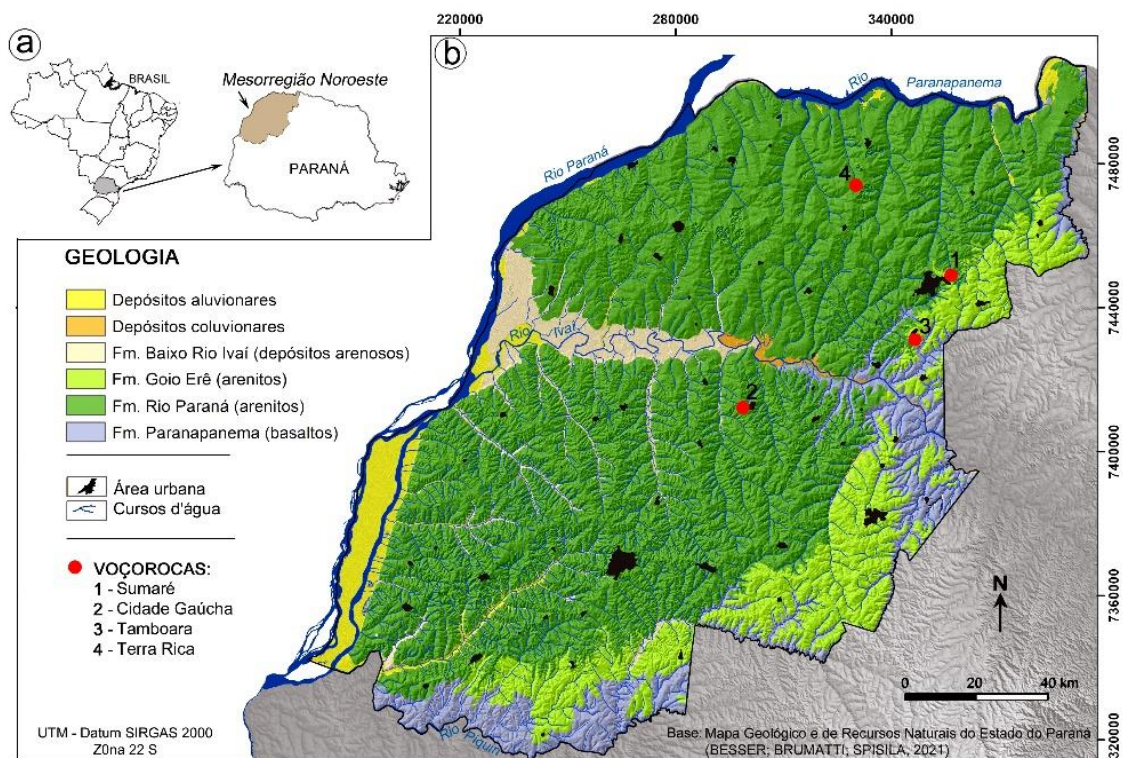 220000
280000
340000
a
BRASIL
Mesorregião Noroeste
PARANÁ
b
Rio
Paranapanema
Rio Paraná
4
7480000
1
GEOLOGIA
Depósitos aluvionares
Depósitos coluvionares
Fm. Baixo Rio Ivaí (depósitos arenosos)
Fm. Goio Erê (arenitos)
Fm. Rio Paraná (arenitos)
Fm. Paranapanema (basaltos)
Área urbana
Cursos d'água
VOÇOROCAS:
1 - Sumaré
2 - Cidade Gaúcha
3 - Tamboara
4 - Terra Rica
Rio Ivaí
7440000
3
2
7400000
7360000
N
0 20 40 km
UTM - Datum SIRGAS 2000
Z0na 22 S
Rio Piquiri
Base: Mapa Geológico e de Recursos Naturais do Estado do Paraná
(BESSER; BRUMATTI; SPISILA, 2021)
7320000